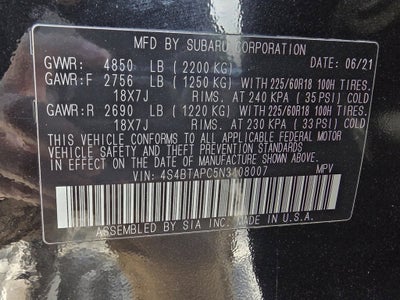 MFD BY SUBARU CORPORATION
GVWR: 4850 LB (2200 KG) DATE: 06/21
GAWR:F 2756 LB (1250 KG) WITH 225/60R18 100H TIRES.
18X7J RIMS. AT 240 KPA (35 PSI) COLD
GAWR:R 2690 LB (1220 KG) WITH 225/60R18 100H TIRES.
18X7J RIMS. AT 230 KPA (33 PSI) COLD
THIS VEHICLE CONFORMS TO ALL APPLICABLE FEDERAL MOTOR
VEHICLE SAFETY AND THEFT PREVENTION STANDARDS
IN EFFECT ON THE DATE OF MANUFACTURE SHOWN ABOVE.
VIN: 4S4BTAPC5N3108007 MPV
ASSEMBLED BY SIA INC. MADE IN U.S.A.